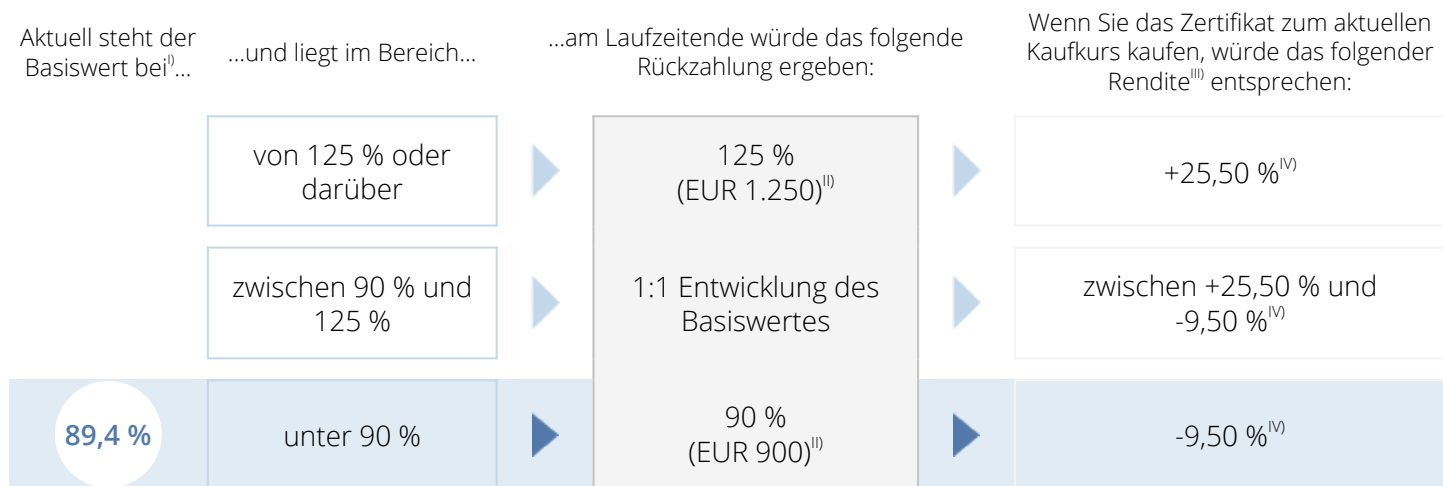 Aktuell steht der
Basiswert bei^I)...
...und liegt im Bereich...
...am Laufzeitende würde das folgende
Rückzahlung ergeben:
Wenn Sie das Zertifikat zum aktuellen
Kaufkurs kaufen, würde das folgender
Rendite^III) entsprechen:
von 125 % oder
darüber
125 %
(EUR 1.250)^II)
+25,50 %^IV)
zwischen 90 % und
125 %
1:1 Entwicklung des
Basiswertes
zwischen +25,50 % und
-9,50 %^IV)
89,4 %
unter 90 %
90 %
(EUR 900)^II)
-9,50 %^IV)